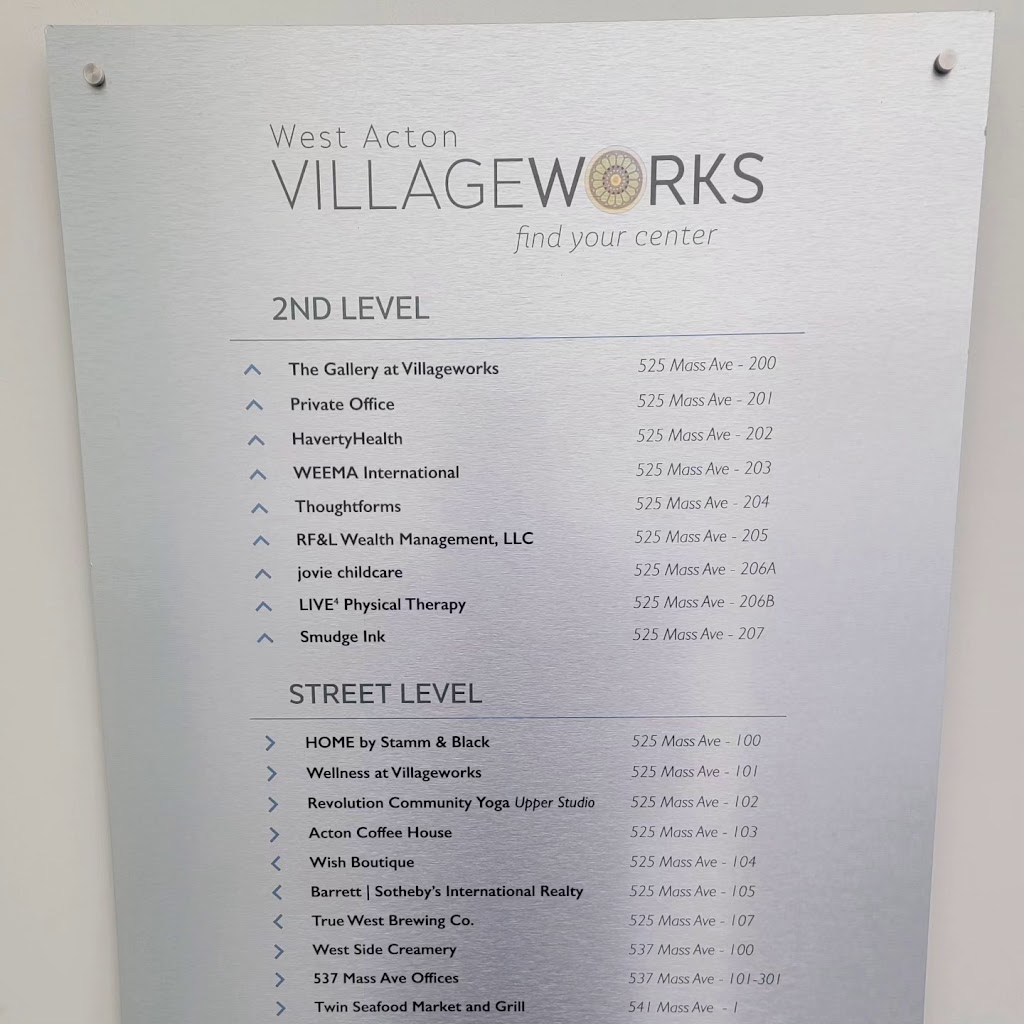 West Acton
VILLAGEWORKS
find your center
2ND LEVEL
The Gallery at Villageworks 525 Mass Ave - 200
Private Office 525 Mass Ave - 201
HavertyHealth 525 Mass Ave - 202
WEEMA International 525 Mass Ave - 203
Thoughtforms 525 Mass Ave - 204
RF&L Wealth Management, LLC 525 Mass Ave - 205
jovie childcare 525 Mass Ave - 206A
LIVE⁴ Physical Therapy 525 Mass Ave - 206B
Smudge Ink 525 Mass Ave - 207
STREET LEVEL
HOME by Stamm & Black 525 Mass Ave - 100
Wellness at Villageworks 525 Mass Ave - 101
Revolution Community Yoga Upper Studio 525 Mass Ave - 102
Acton Coffee House 525 Mass Ave - 103
Wish Boutique 525 Mass Ave - 104
Barrett | Sotheby's International Realty 525 Mass Ave - 105
True West Brewing Co. 525 Mass Ave - 107
West Side Creamery 537 Mass Ave - 100
537 Mass Ave Offices 537 Mass Ave - 101-301
Twin Seafood Market and Grill 541 Mass Ave - 1